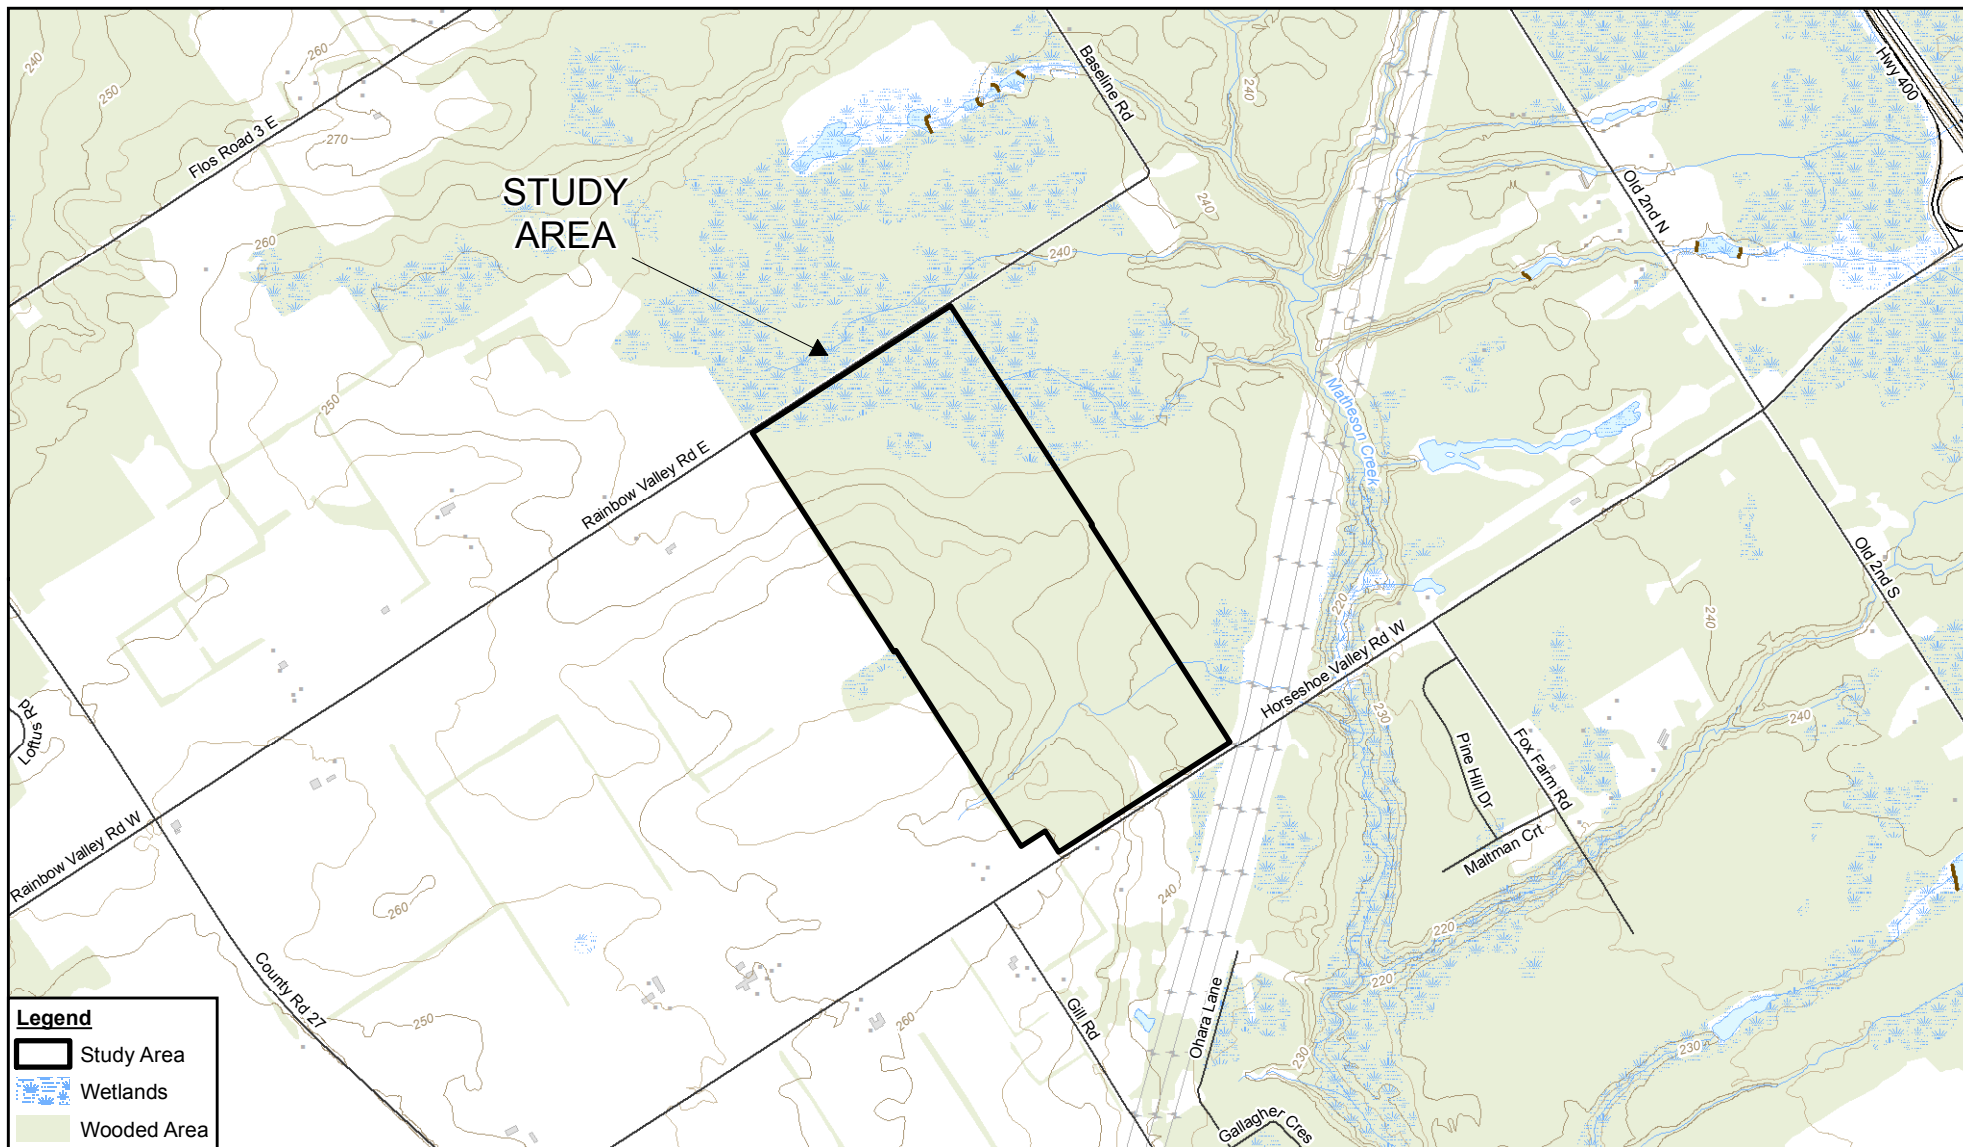 240
250
260
Flos Road 3 E
270
260
250
STUDY
AREA
Baseline Rd
240
240
240
Hwy 400
Old 2nd N
Matheson Creek
Rainbow Valley Rd E
Old 2nd S
220
240
Horseshoe Valley Rd W
230
240
Pine Hill Dr
Fox Farm Rd
Maltman Crt
Loftus Rd
Rainbow Valley Rd W
260
240
220
220
County Rd 27
250
260
Gill Rd
Ohara Lane
230
230
Gallagher Cres
Legend
Study Area
Wetlands
Wooded Area